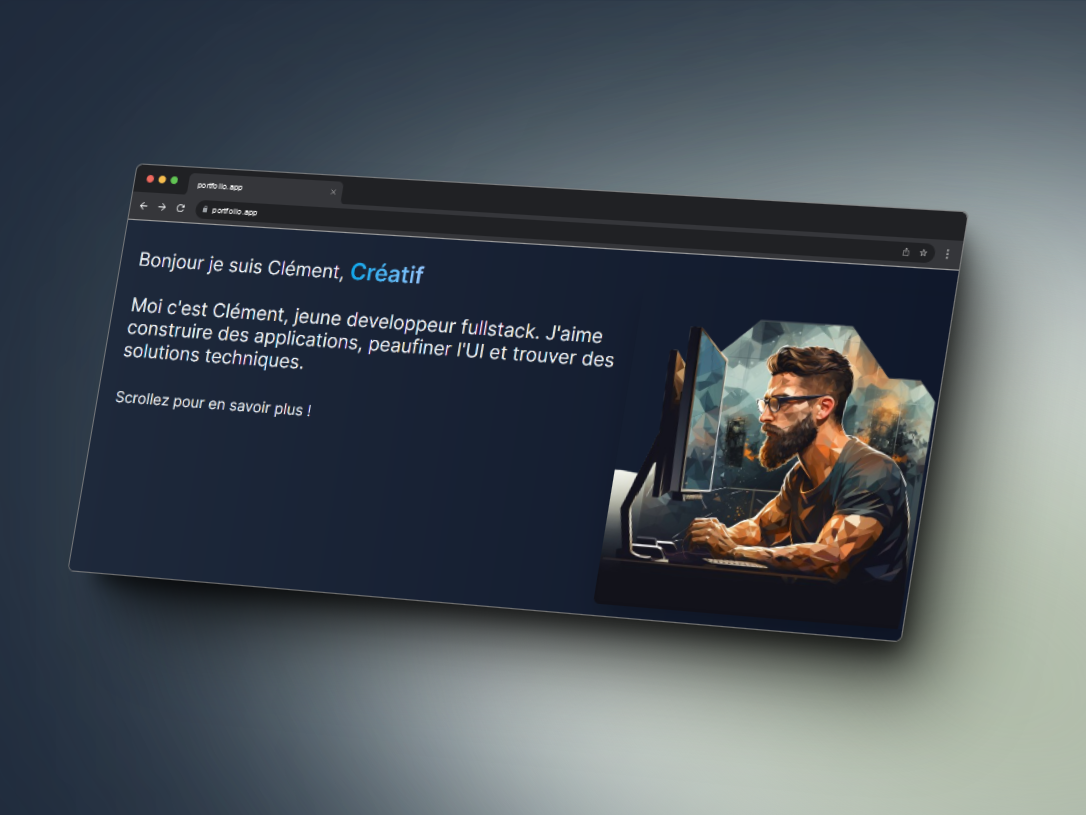 portfolio.app
portfolio.app
Bonjour je suis Clément, Créatif
Moi c'est Clément, jeune developpeur fullstack. J'aime
construire des applications, peaufiner l'UI et trouver des
solutions techniques.
Scrollez pour en savoir plus !